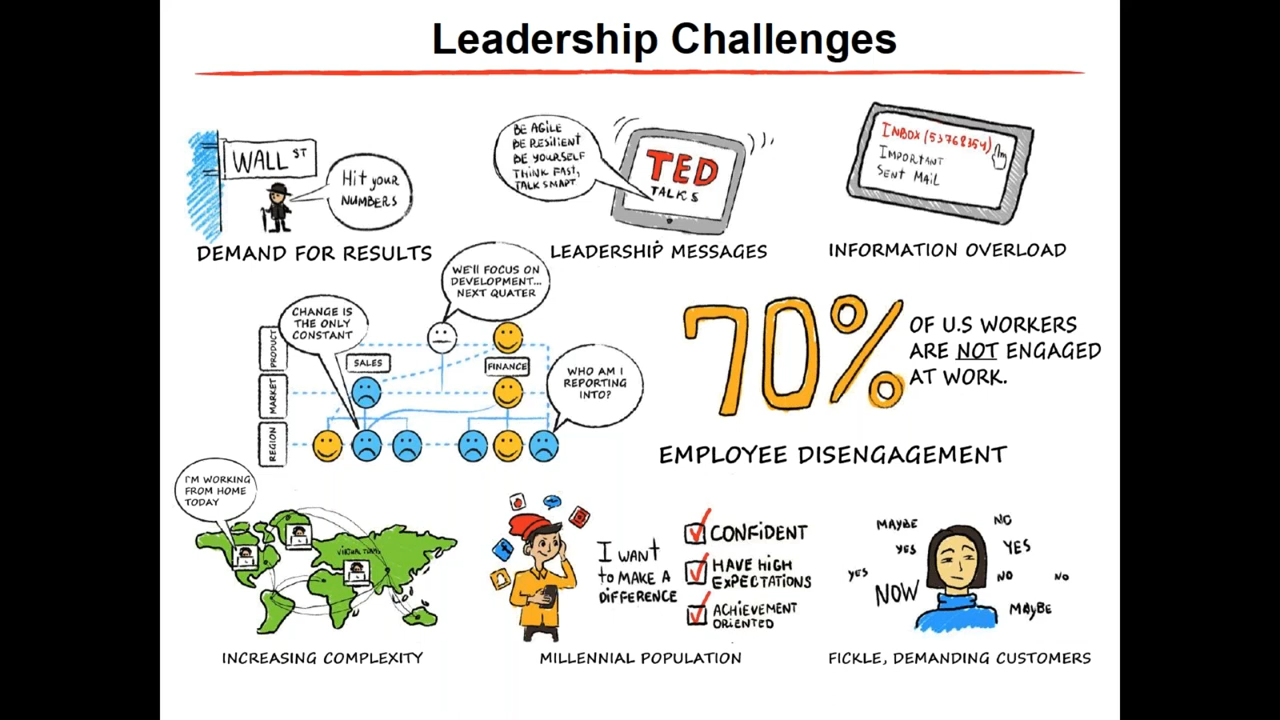 Leadership Challenges
WALL ST
Hit your
NUMBERS
DEMAND FOR RESULTS
BE AGILE
BE RESILIENT
BE YOURSELF
THINK FAST,
TALK SMART
TED
TALKS
LEADERSHIP MESSAGES
INBOX (53768354)
IMPORTANT
SENT MAIL
INFORMATION OVERLOAD
WE'LL FOCUS ON
DEVELOPMENT...
NEXT QUATER
CHANGE IS
THE ONLY
CONSTANT
PRODUCT
MARKET
REGION
SALES
FINANCE
WHO AM I
REPORTING
INTO?
70%
OF U.S WORKERS
ARE NOT ENGAGED
AT WORK.
EMPLOYEE DISENGAGEMENT
I'M WORKING
FROM HOME
TODAY
VIRTUAL TEAMS
INCREASING COMPLEXITY
I WANT
TO MAKE A
DIFFERENCE
CONFIDENT
HAVE HIGH
EXPECTATIONS
ACHIEVEMENT
ORIENTED
MILLENNIAL POPULATION
MAYBE
NO
YES
YES
YES
NO
NO
NOW
MAYBE
FICKLE, DEMANDING CUSTOMERS